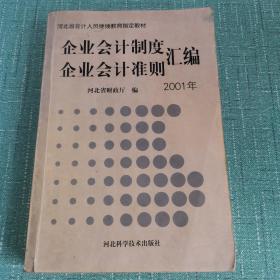 河北省会计人员继续教育指定教材
企业会计制度
企业会计准则
汇编
2001年
河北省财政厅 编
河北科学技术出版社